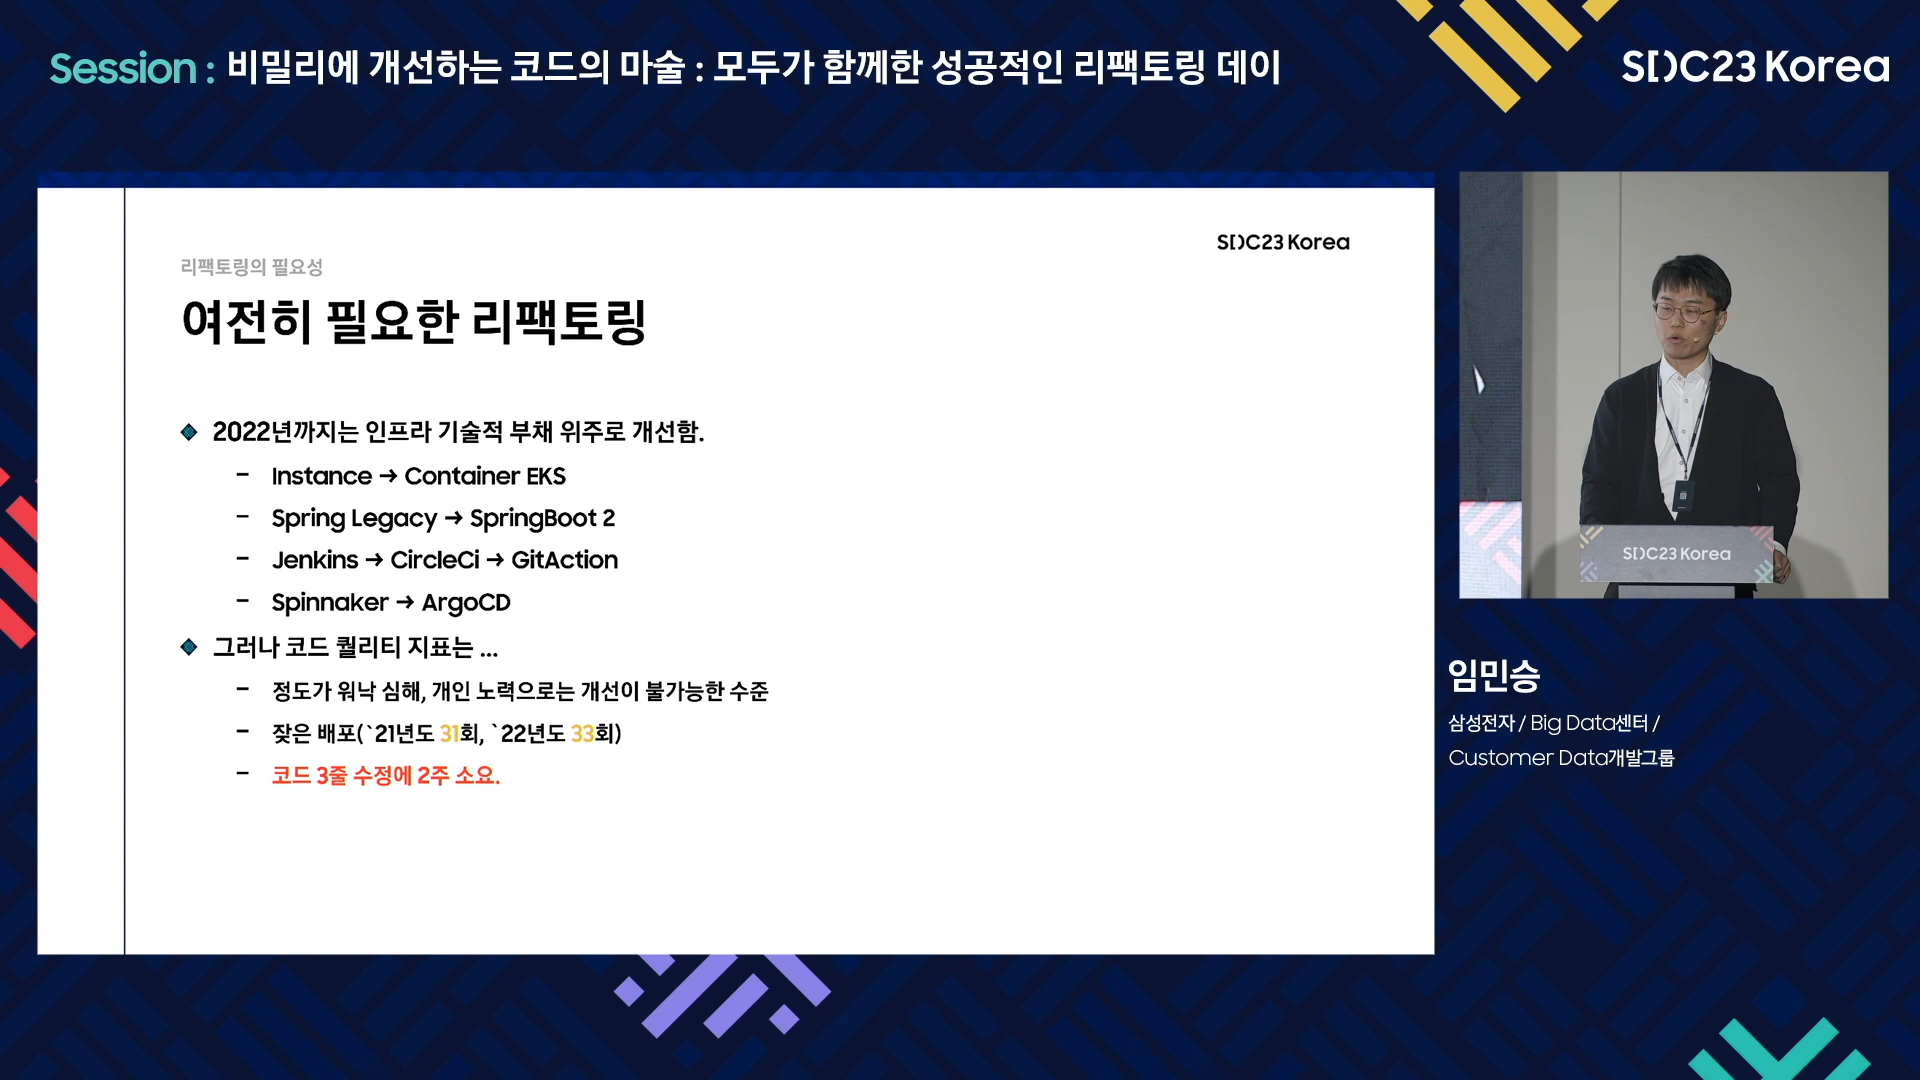 Session : 비밀리에 개선하는 코드의 마술 : 모두가 함께한 성공적인 리팩토링 데이
SDC23 Korea
SDC23 Korea
리팩토링의 필요성
여전히 필요한 리팩토링
2022년까지는 인프라 기술적 부채 위주로 개선함.
- Instance → Container EKS
- Spring Legacy → SpringBoot 2
- Jenkins → CircleCi → GitAction
- Spinnaker → ArgoCD
그러나 코드 퀄리티 지표는 ...
- 정도가 워낙 심해, 개인 노력으로는 개선이 불가능한 수준
- 잦은 배포(`21년도 31회, `22년도 33회)
- 코드 3줄 수정에 2주 소요.
SDC23 Korea
임민승
삼성전자 / Big Data센터 /
Customer Data개발그룹